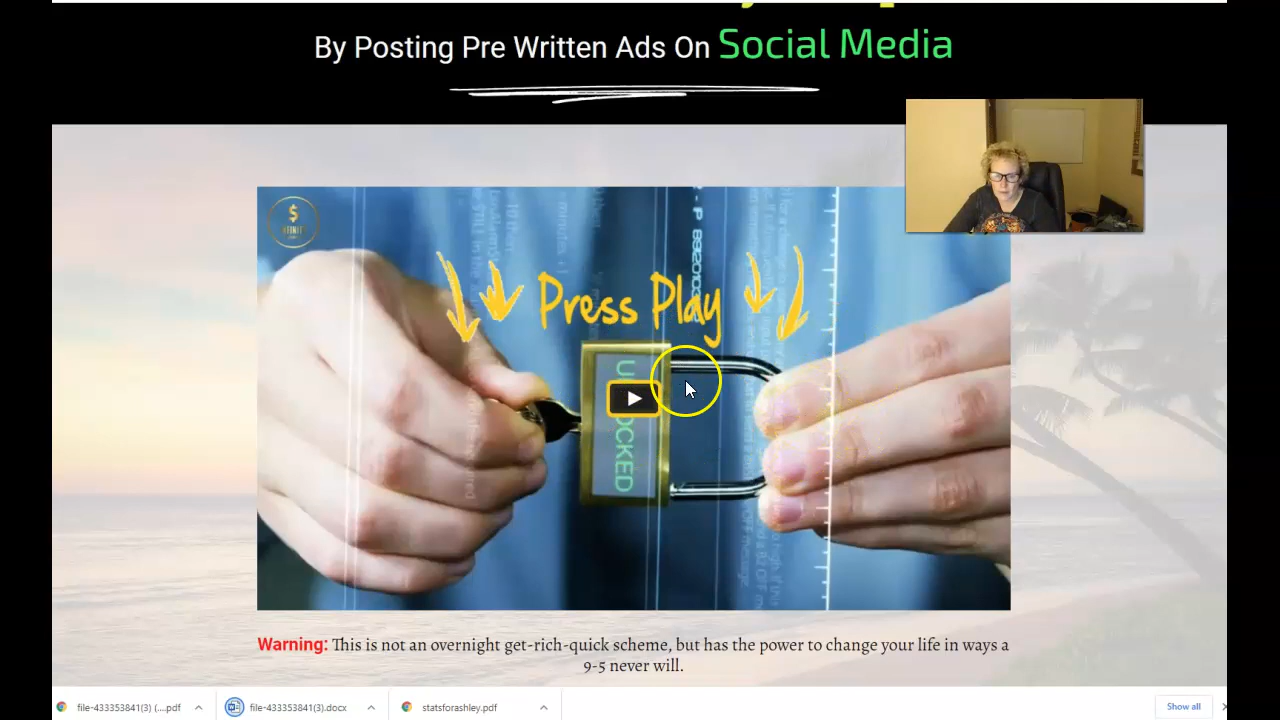 By Posting Pre Written Ads On Social Media
Press Play
UNLOCKED
Warning: This is not an overnight get-rich-quick scheme, but has the power to change your life in ways a
9-5 never will.
file-433353841(3) (....pdf
file-433353841(3).docx
statsforashley.pdf
Show all